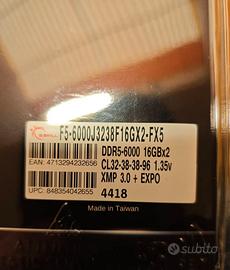 G.SKILL
F5-6000J3238F16GX2-FX5
DDR5-6000 16GBx2
CL32-38-38-96 1.35v
EAN: 4713294232656
XMP 3.0 + EXPO
UPC: 848354042655
4418
Made in Taiwan
subito